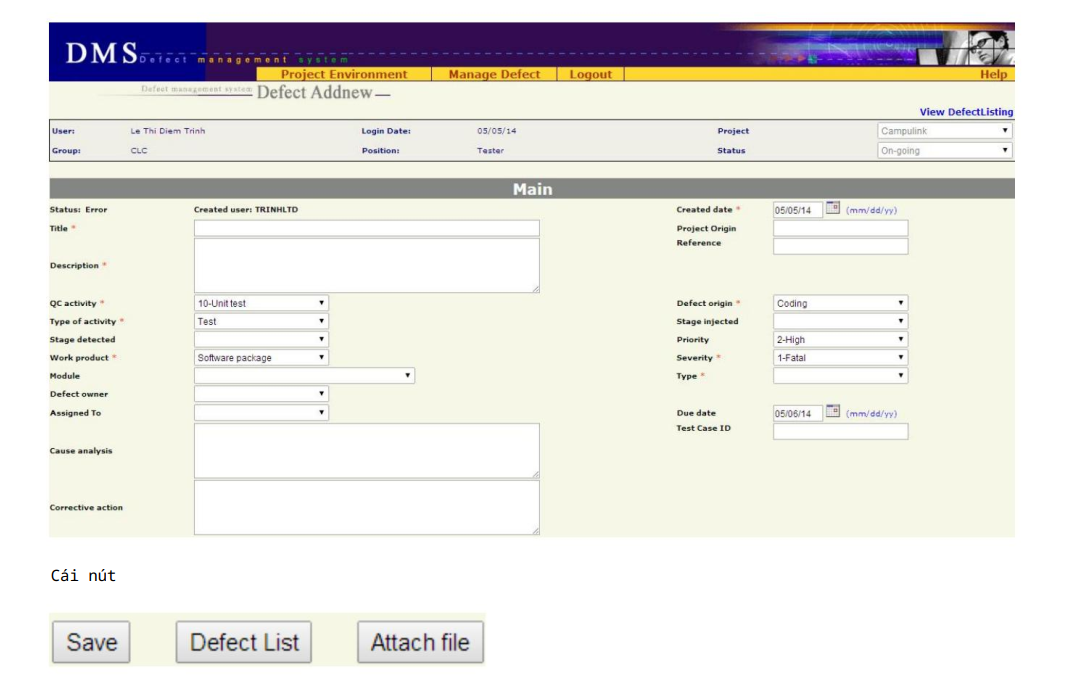 DMS Defect management system
Project Environment Manage Defect Logout Help
Defect management system Defect Addnew
View DefectListing
User: Le Thi Diem Trinh Login Date: 05/05/14 Project Campulink
Group: CLC Position: Tester Status On-going
Main
Status: Error Created user: TRINHLTD Created date * 05/05/14 (mm/dd/yy)
Title * Project Origin
Reference
Description *
QC activity * 10-Unit test Defect origin * Coding
Type of activity * Test Stage injected
Stage detected Priority 2-High
Work product * Software package Severity * 1-Fatal
Module Type *
Defect owner
Assigned To Due date 05/06/14 (mm/dd/yy)
Test Case ID
Cause analysis
Corrective action
Cái nút
Save Defect List Attach file